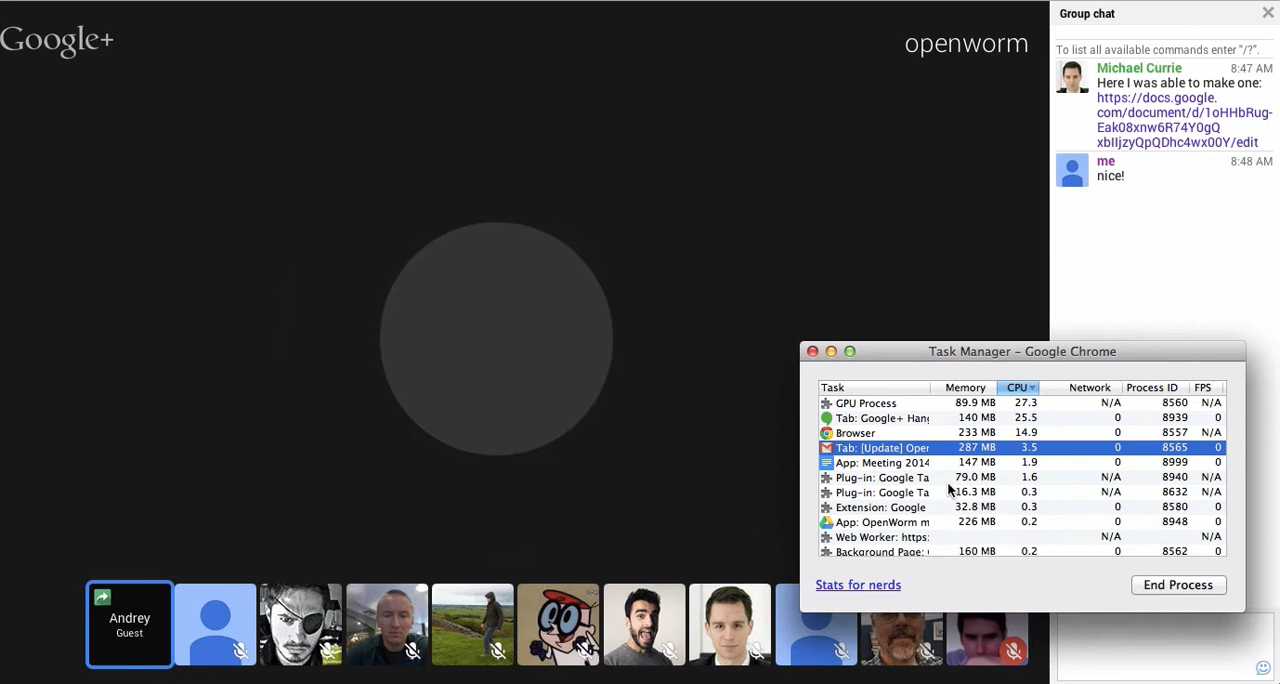 Google+
openworm
Group chat
To list all available commands enter "/?".
Michael Currie 8:47 AM
Here I was able to make one:
https://docs.google.
com/document/d/1oHHbRug-
Eak08xnw6R74Y0gQ
xbIIjzyQpQDhc4wx00Y/edit
me 8:48 AM
nice!
Task Manager – Google Chrome
Task Memory CPU Network Process ID FPS
GPU Process 89.9 MB 27.3 N/A 8560 N/A
Tab: Google+ Hang 140 MB 25.5 0 8939 0
Browser 233 MB 14.9 0 8557 N/A
Tab: [Update] Oper 287 MB 3.5 0 8565 0
App: Meeting 2014 147 MB 1.9 0 8999 0
Plug-in: Google Ta 79.0 MB 1.6 N/A 8940 N/A
Plug-in: Google Ta 16.3 MB 0.3 N/A 8632 N/A
Extension: Google 32.8 MB 0.3 0 8580 0
App: OpenWorm m 226 MB 0.2 0 8948 0
Web Worker: https: N/A N/A
Background Page: 160 MB 0.2 0 8562 0
Stats for nerds
End Process
Andrey
Guest